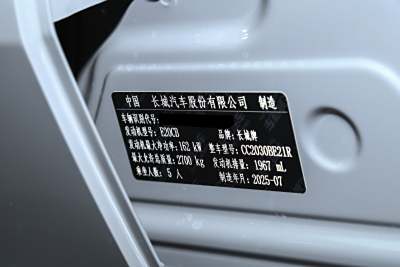 中国 长城汽车股份有限公司 制造
车辆识别代号:
发动机型号: E20CB 品牌: 长城牌
发动机最大净功率: 162 kW 整车型号: CC2030BE21R
最大允许总质量: 2700 kg 发动机排量: 1967 mL
乘坐人数: 5 人 制造年月: 2025-07